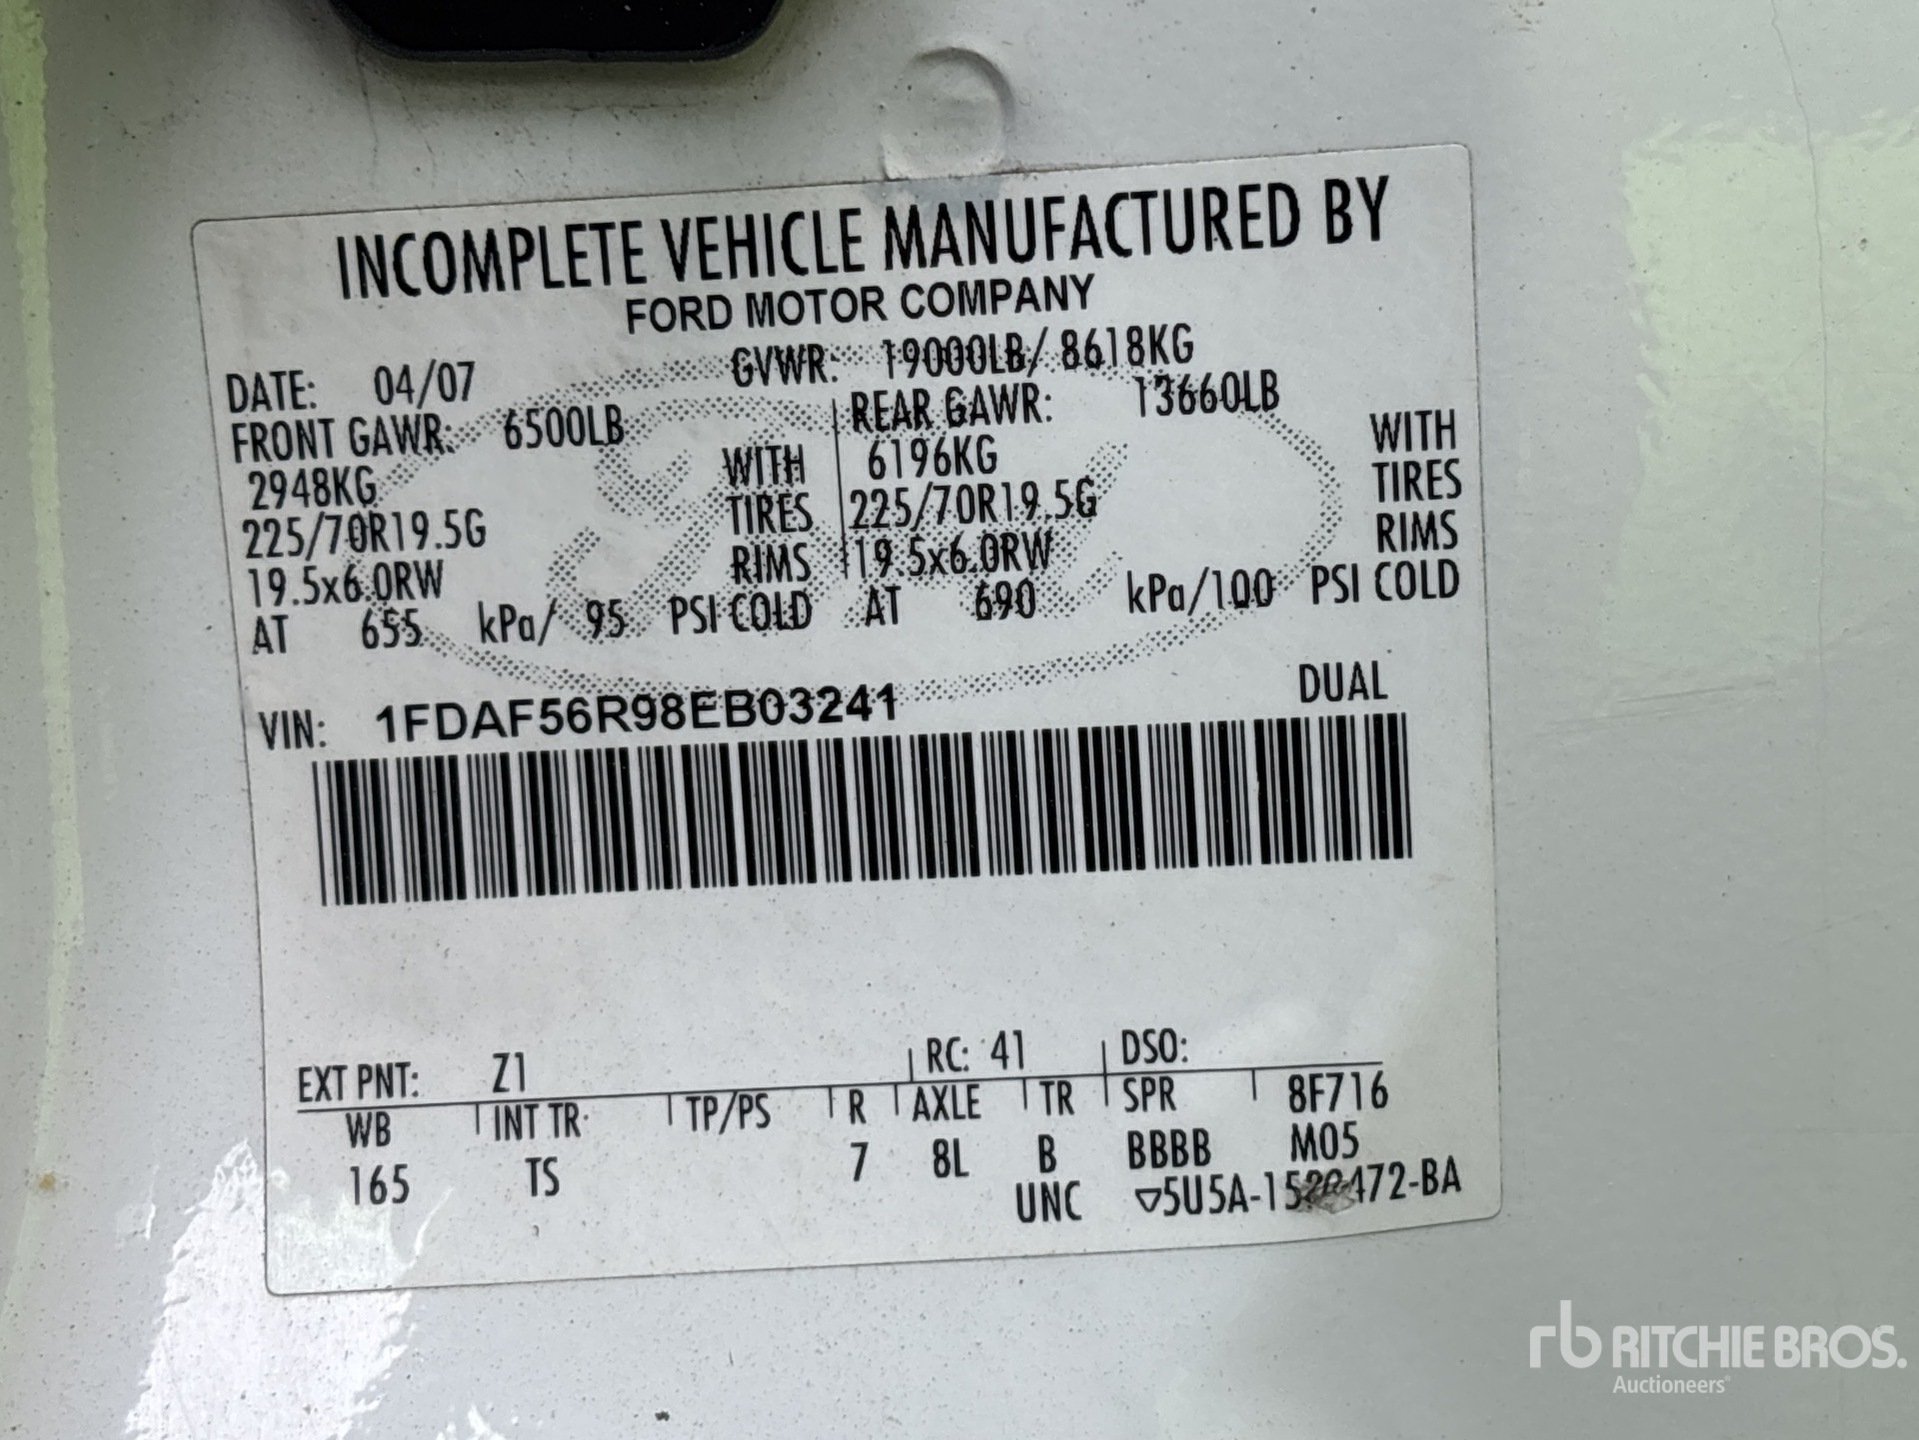 INCOMPLETE VEHICLE MANUFACTURED BY
FORD MOTOR COMPANY
DATE: 04/07 GVWR: 19000LB/ 8618KG
FRONT GAWR: 6500LB REAR GAWR: 13660LB
2948KG WITH 6196KG WITH
225/70R19.5G TIRES 225/70R19.5G TIRES
19.5x6.0RW RIMS 19.5x6.0RW RIMS
AT 655 kPa/ 95 PSI COLD AT 690 kPa/100 PSI COLD
VIN: 1FDAF56R98EB03241 DUAL
EXT PNT: Z1 RC: 41 DSO:
WB INT TR TP/PS R AXLE TR SPR 8F716
165 TS 7 8L B BBBB M05
UNC ▽5U5A-1520472-BA
rb RITCHIE BROS.
Auctioneers